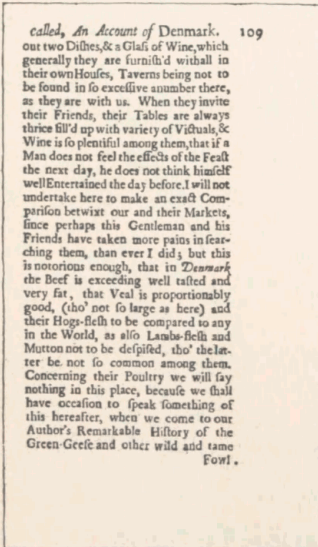 called, An Account of Denmark. 109
out two Diſhes,& a Glaſs of Wine,which
generally they are furniſh'd withall in
their own Houſes, Taverns being not to
be found in ſo exceſſive anumber there,
as they are with us. When they invite
their Friends, their Tables are always
thrice fill'd up with variety of Victuals,&
Wine is ſo plentiful among them,that if a
Man does not feel the effects of the Feaſt
the next day, he does not think himſelf
wellEntertained the day before.I will not
undertake here to make an exact Com-
pariſon betwixt our and their Markets,
ſince perhaps this Gentleman and his
Friends have taken more pains in ſear-
ching them, than ever I did; but this
is notorious enough, that in Denmark
the Beef is exceeding well taſted and
very fat, that Veal is proportionably
good, (tho' not ſo large as here) and
their Hogs-fleſh to be compared to any
in the World, as alſo Lambs-fleſh and
Mutton not to be deſpiſed, tho' the lat-
ter be not ſo common among them.
Concerning their Poultry we will ſay
nothing in this place, becauſe we ſhall
have occaſion to ſpeak ſomething of
this hereafter, when we come to our
Author's Remarkable Hiſtory of the
Green-Geeſe and other wild and tame
Fowl.